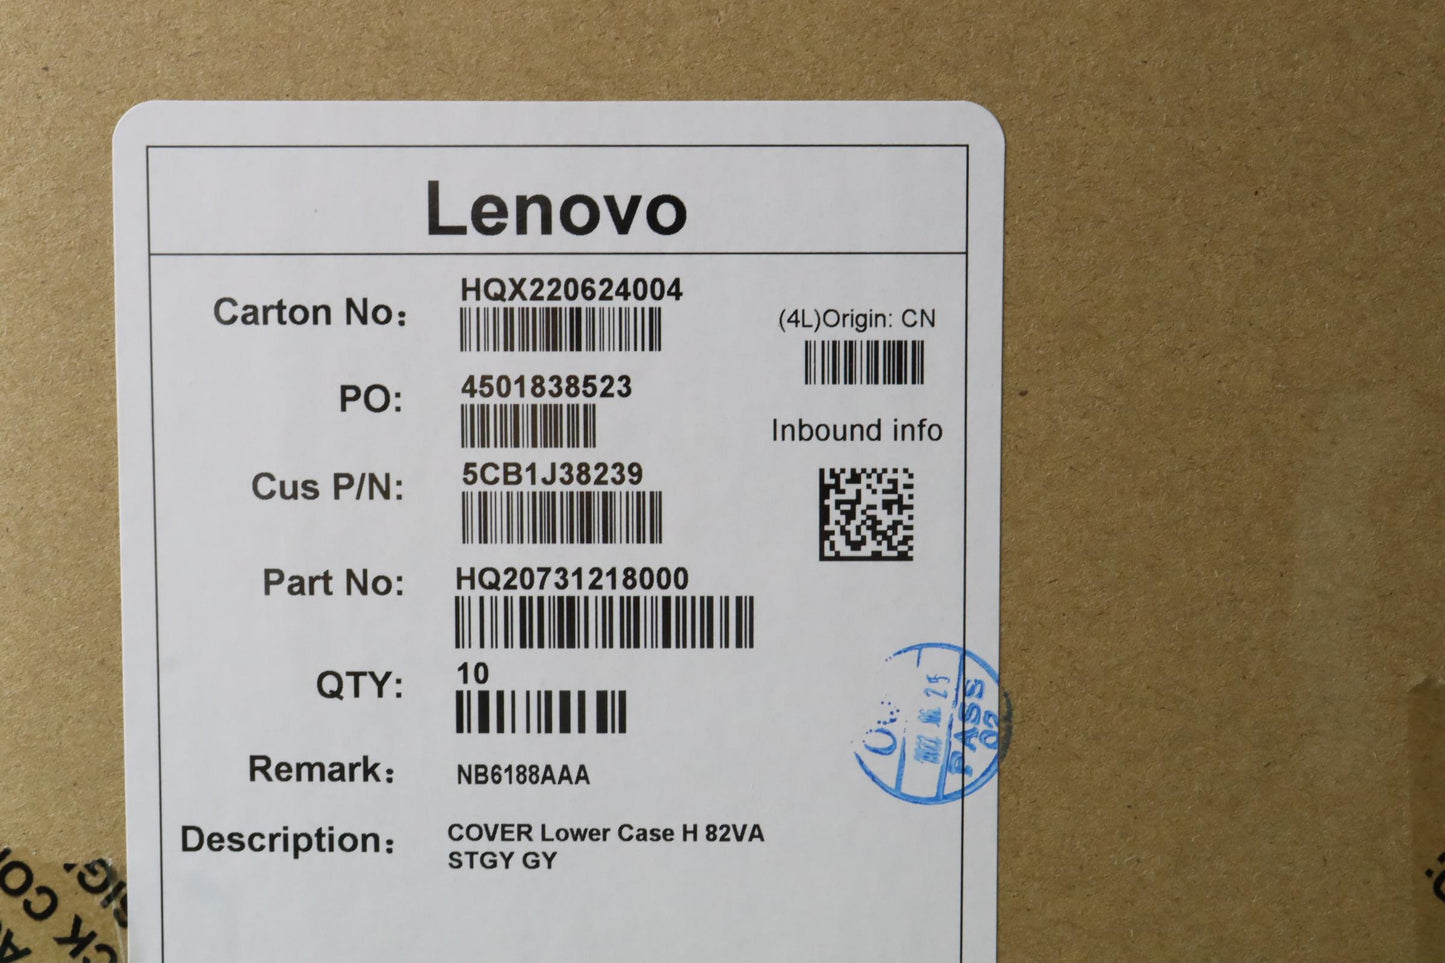 Lenovo
Carton No: HQX220624004
(4L)Origin: CN
PO: 4501838523
Inbound info
Cus P/N: 5CB1J38239
Part No: HQ20731218000
QTY: 10
Remark: NB6188AAA
Description: COVER Lower Case H 82VA
STGY GY
PASS
02